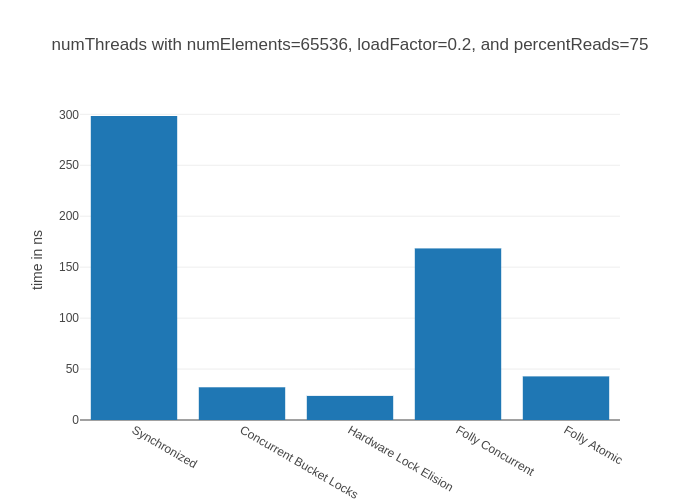 numThreads with numElements=65536, loadFactor=0.2, and percentReads=75
300
250
200
150
100
50
0
time in ns
Synchronized
Concurrent Bucket Locks
Hardware Lock Elision
Folly Concurrent
Folly Atomic